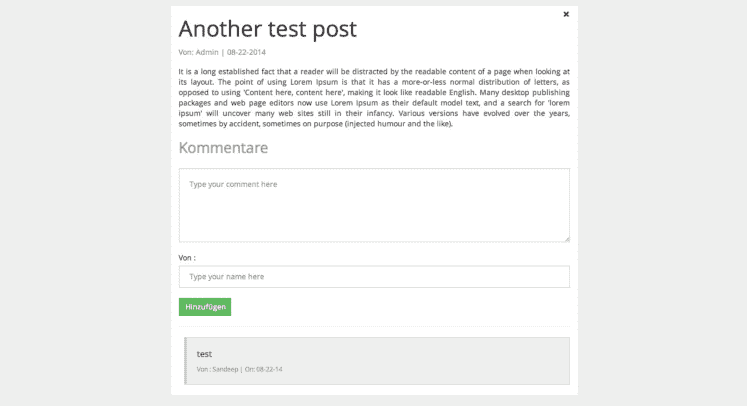 Another test post
Von: Admin | 08-22-2014
It is a long established fact that a reader will be distracted by the readable content of a page when looking at
its layout. The point of using Lorem Ipsum is that it has a more-or-less normal distribution of letters, as
opposed to using 'Content here, content here', making it look like readable English. Many desktop publishing
packages and web page editors now use Lorem Ipsum as their default model text, and a search for 'lorem
ipsum' will uncover many web sites still in their infancy. Various versions have evolved over the years,
sometimes by accident, sometimes on purpose (injected humour and the like).
Kommentare
Type your comment here
Von :
Type your name here
Hinzufügen
test
Von : Sandeep | On: 08-22-14